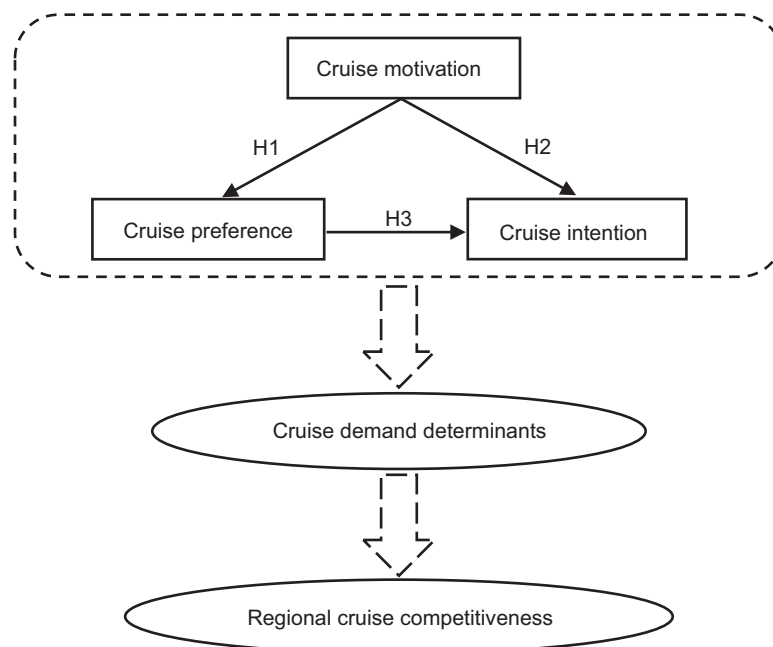 Cruise motivation
H1
H2
Cruise preference
H3
Cruise intention
Cruise demand determinants
Regional cruise competitiveness